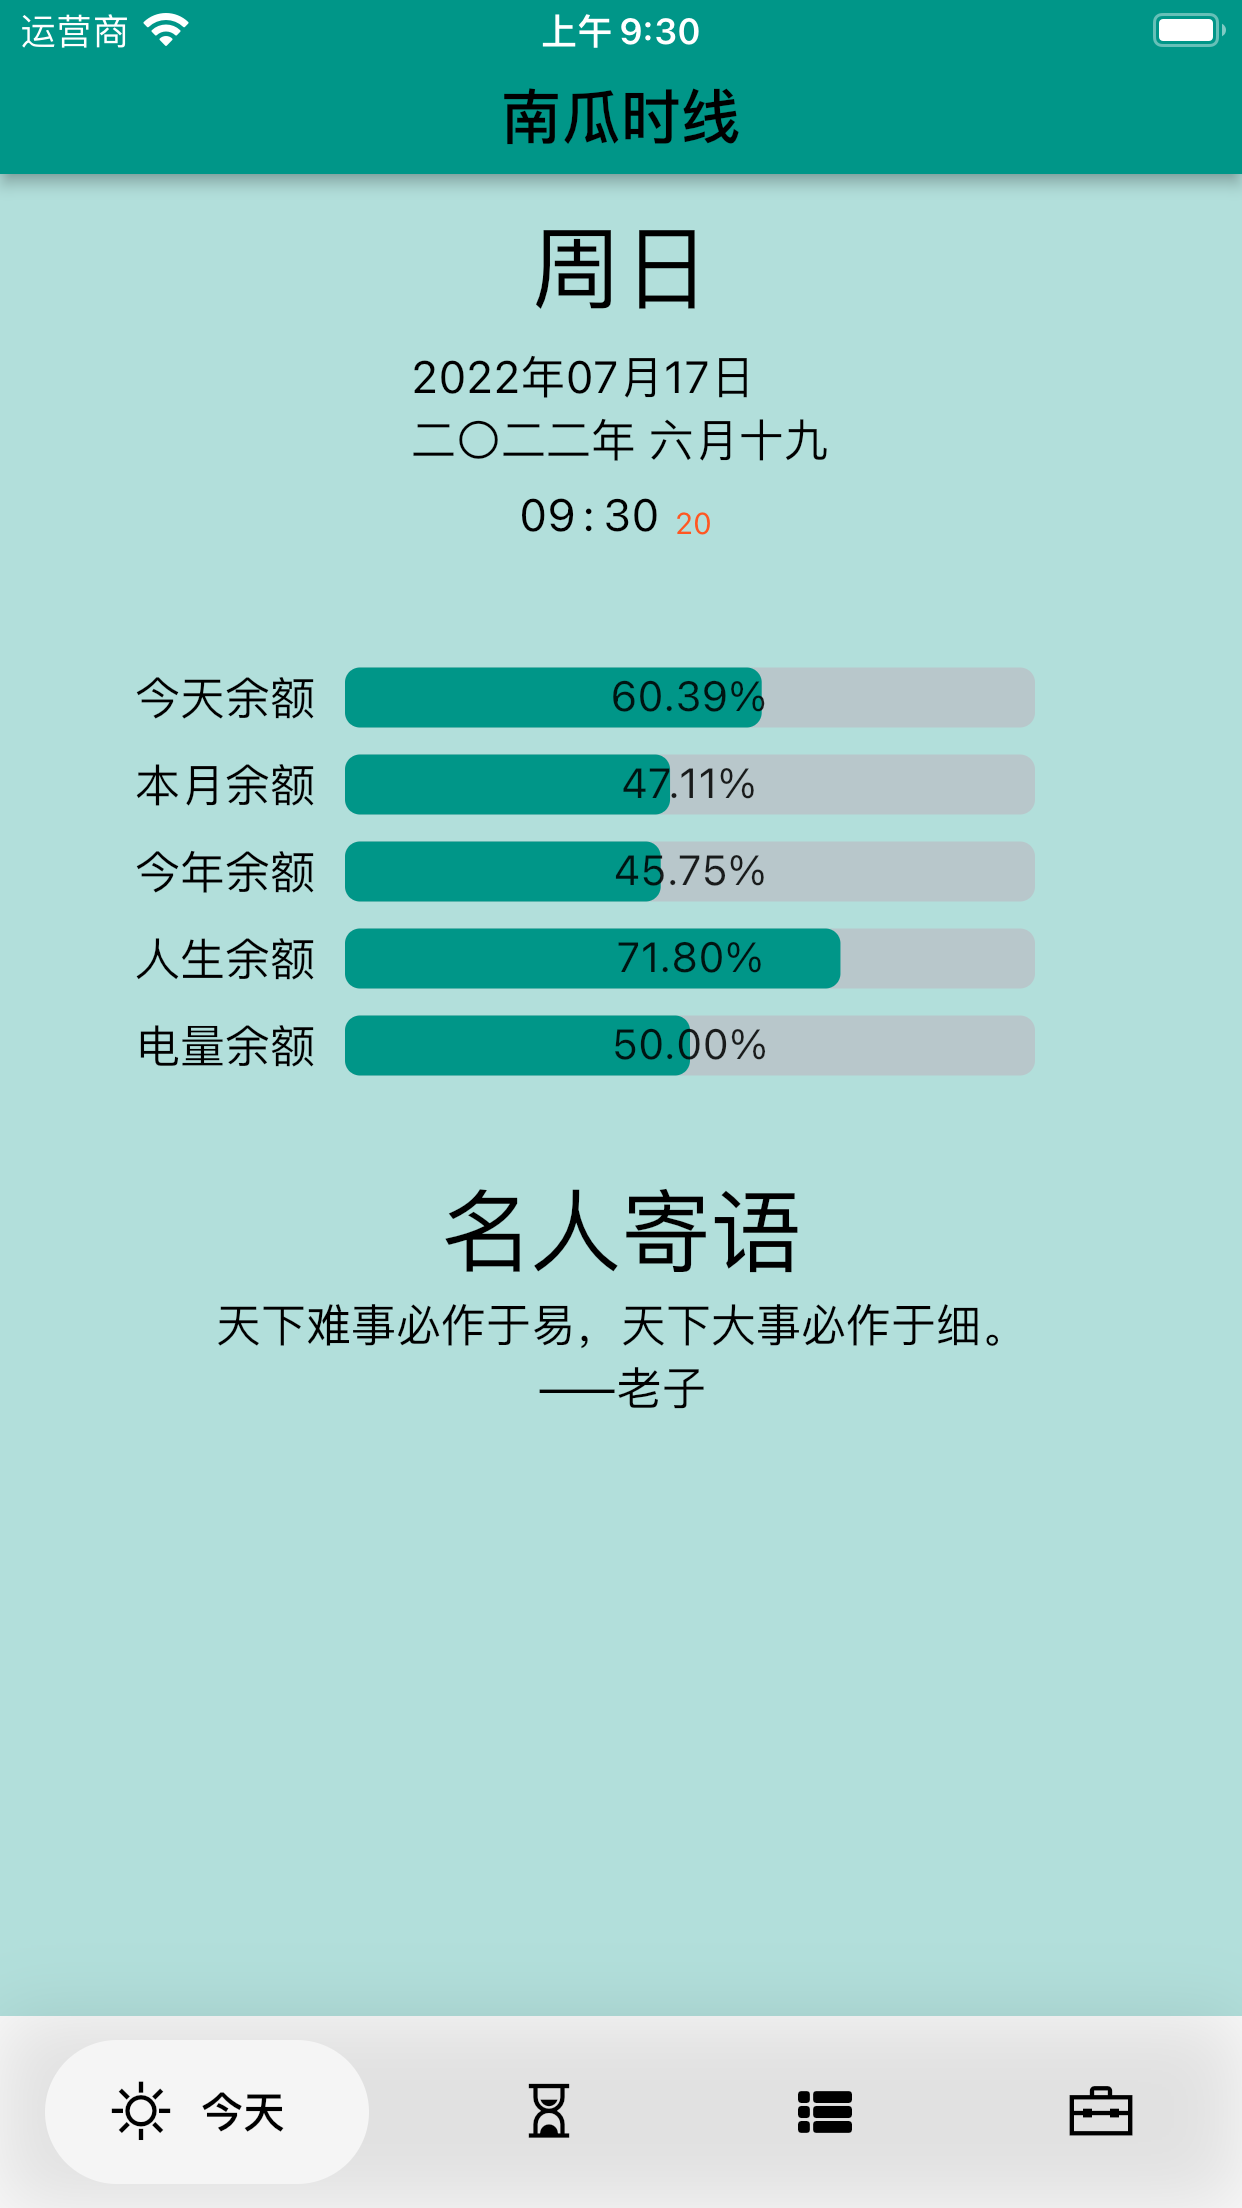 运营商 上午 9:30
南瓜时线
周日
2022年07月17日
二〇二二年 六月十九
09:30 20
今天余额 60.39%
本月余额 47.11%
今年余额 45.75%
人生余额 71.80%
电量余额 50.00%
名人寄语
天下难事必作于易，天下大事必作于细。
——老子
今天